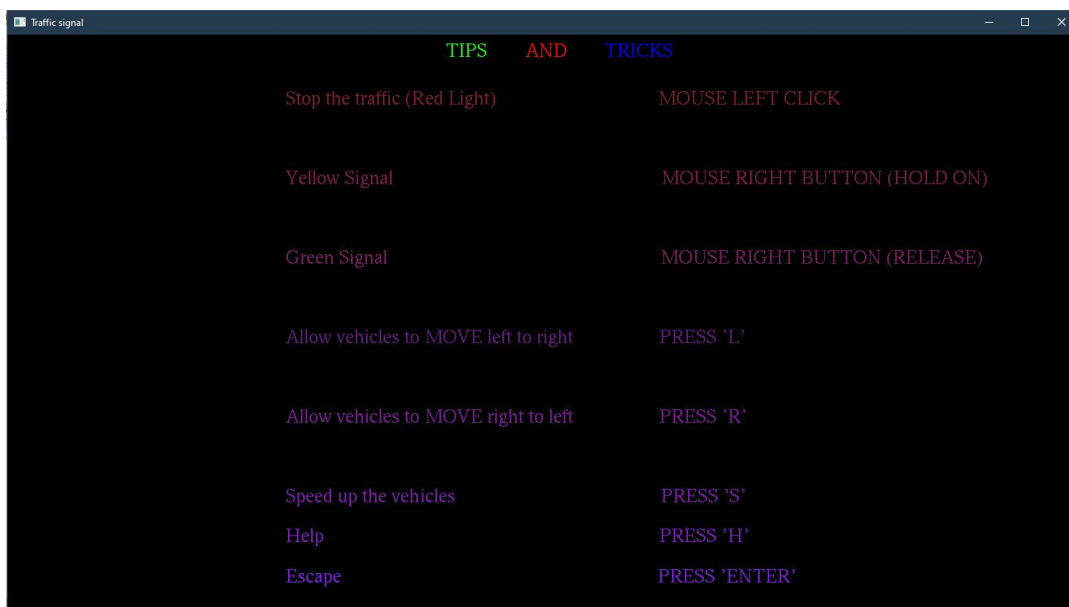 Traffic signal
TIPS AND TRICKS
Stop the traffic (Red Light) MOUSE LEFT CLICK
Yellow Signal MOUSE RIGHT BUTTON (HOLD ON)
Green Signal MOUSE RIGHT BUTTON (RELEASE)
Allow vehicles to MOVE left to right PRESS 'L'
Allow vehicles to MOVE right to left PRESS 'R'
Speed up the vehicles PRESS 'S'
Help PRESS 'H'
Escape PRESS 'ENTER'